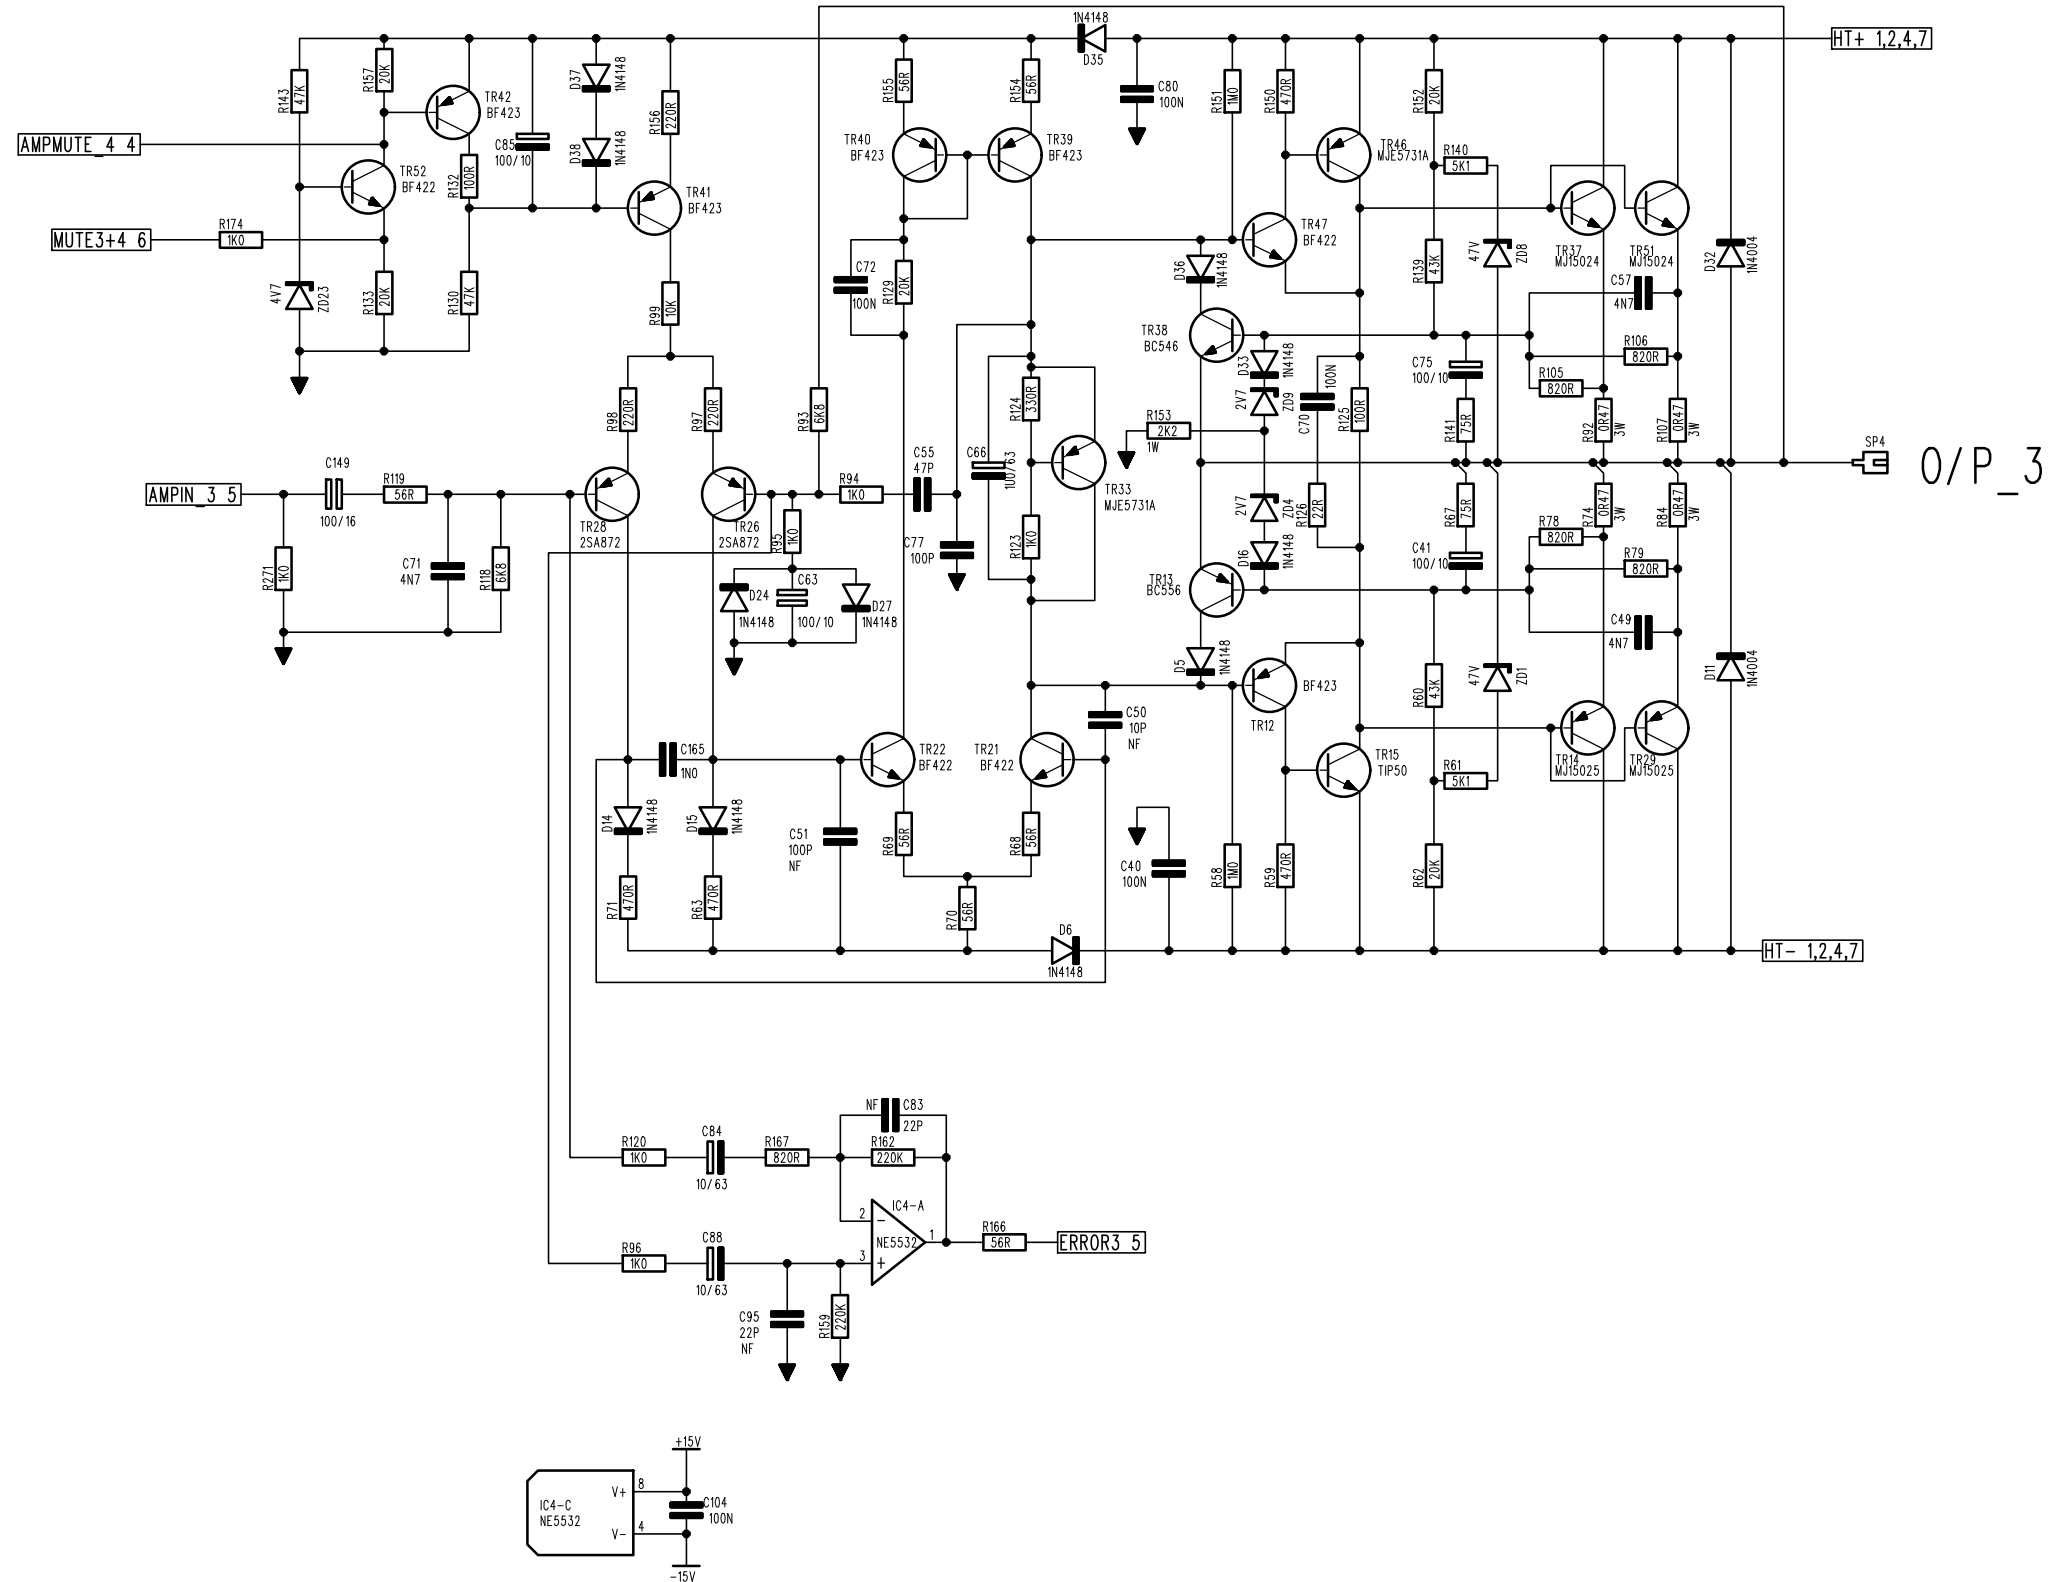 1N4148
D35
HT+ 1,2,4,7
R143
47K
R157
20K
TR42
BF423
C85
100/10
D37
1N4148
D38
1N4148
R156
220R
R155
56R
R154
56R
C80
100N
R151
1M0
R150
470R
R152
20K
AMPMUTE_4 4
TR52
BF422
R132
100R
TR41
BF423
TR40
BF423
TR39
BF423
TR46
MJE5731A
R140
5K1
MUTE3+4 6
R174
1K0
4V7
ZD23
R133
20K
R130
47K
R99
10K
C72
100N
R129
20K
TR47
BF422
D36
1N4148
R139
43K
47V
ZD8
TR37
MJ15024
TR51
MJ15024
D32
1N4004
C57
4N7
TR38
BC546
D33
1N4148
2V7
ZD9
C70
100N
R125
100R
C75
100/10
R106
820R
R105
820R
R98
220R
R97
220R
R93
6K8
R124
330R
R153
2K2
1W
R141
75R
R92
0R47
3W
R107
0R47
3W
SP4
O/P_3
AMPIN_3 5
C149
100/16
R119
56R
TR28
2SA872
TR26
2SA872
R94
1K0
C55
47P
C66
100/63
TR33
MJE5731A
R271
1K0
C71
4N7
R118
6K8
R95
1K0
C77
100P
R123
1K0
2V7
ZD4
R126
22R
R67
75R
R74
0R47
3W
R84
0R47
3W
R78
820R
R79
820R
D16
1N4148
C41
100/10
D24
1N4148
C63
100/10
D27
1N4148
TR13
BC556
C49
4N7
D5
1N4148
BF423
TR12
R60
43K
47V
ZD1
D11
1N4004
C50
10P
NF
C165
1N0
TR22
BF422
TR21
BF422
TR15
TIP50
R61
5K1
TR14
MJ15025
TR29
MJ15025
D14
1N4148
D15
1N4148
C51
100P
NF
R69
56R
R68
56R
C40
100N
R58
1M0
R59
470R
R62
20K
R71
470R
R63
470R
R70
56R
D6
1N4148
HT- 1,2,4,7
NF
C83
22P
R120
1K0
C84
10/63
R167
820R
R162
220K
IC4-A
2
-
NE5532
1
3
+
R166
56R
ERROR3 5
R96
1K0
C88
10/63
C95
22P
NF
R159
220K
+15V
8
V+
IC4-C
NE5532
C104
100N
V-
4
-15V